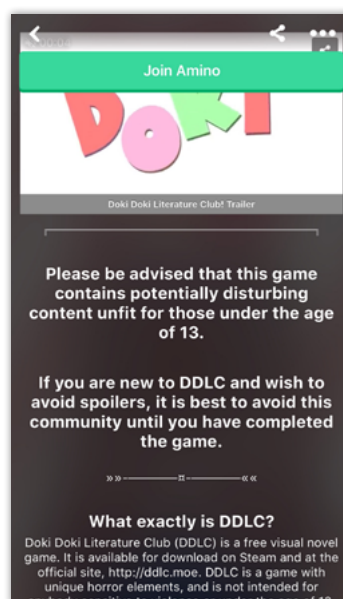 Join Amino
DOKI
Doki Doki Literature Club! Trailer
Please be advised that this game
contains potentially disturbing
content unfit for those under the age
of 13.
If you are new to DDLC and wish to
avoid spoilers, it is best to avoid this
community until you have completed
the game.
What exactly is DDLC?
Doki Doki Literature Club (DDLC) is a free visual novel
game. It is available for download on Steam and at the
official site, http://ddlc.moe. DDLC is a game with
unique horror elements, and is not intended for